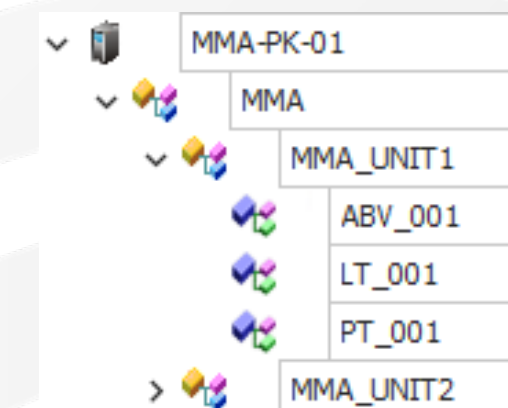 MMA-PK-01
MMA
MMA_UNIT1
ABV_001
LT_001
PT_001
MMA_UNIT2